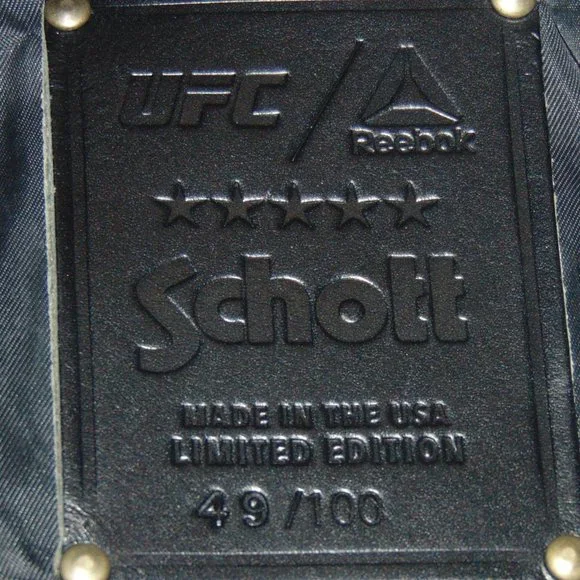 UFC / Reebok
Schott
MADE IN THE USA
LIMITED EDITION
49/100